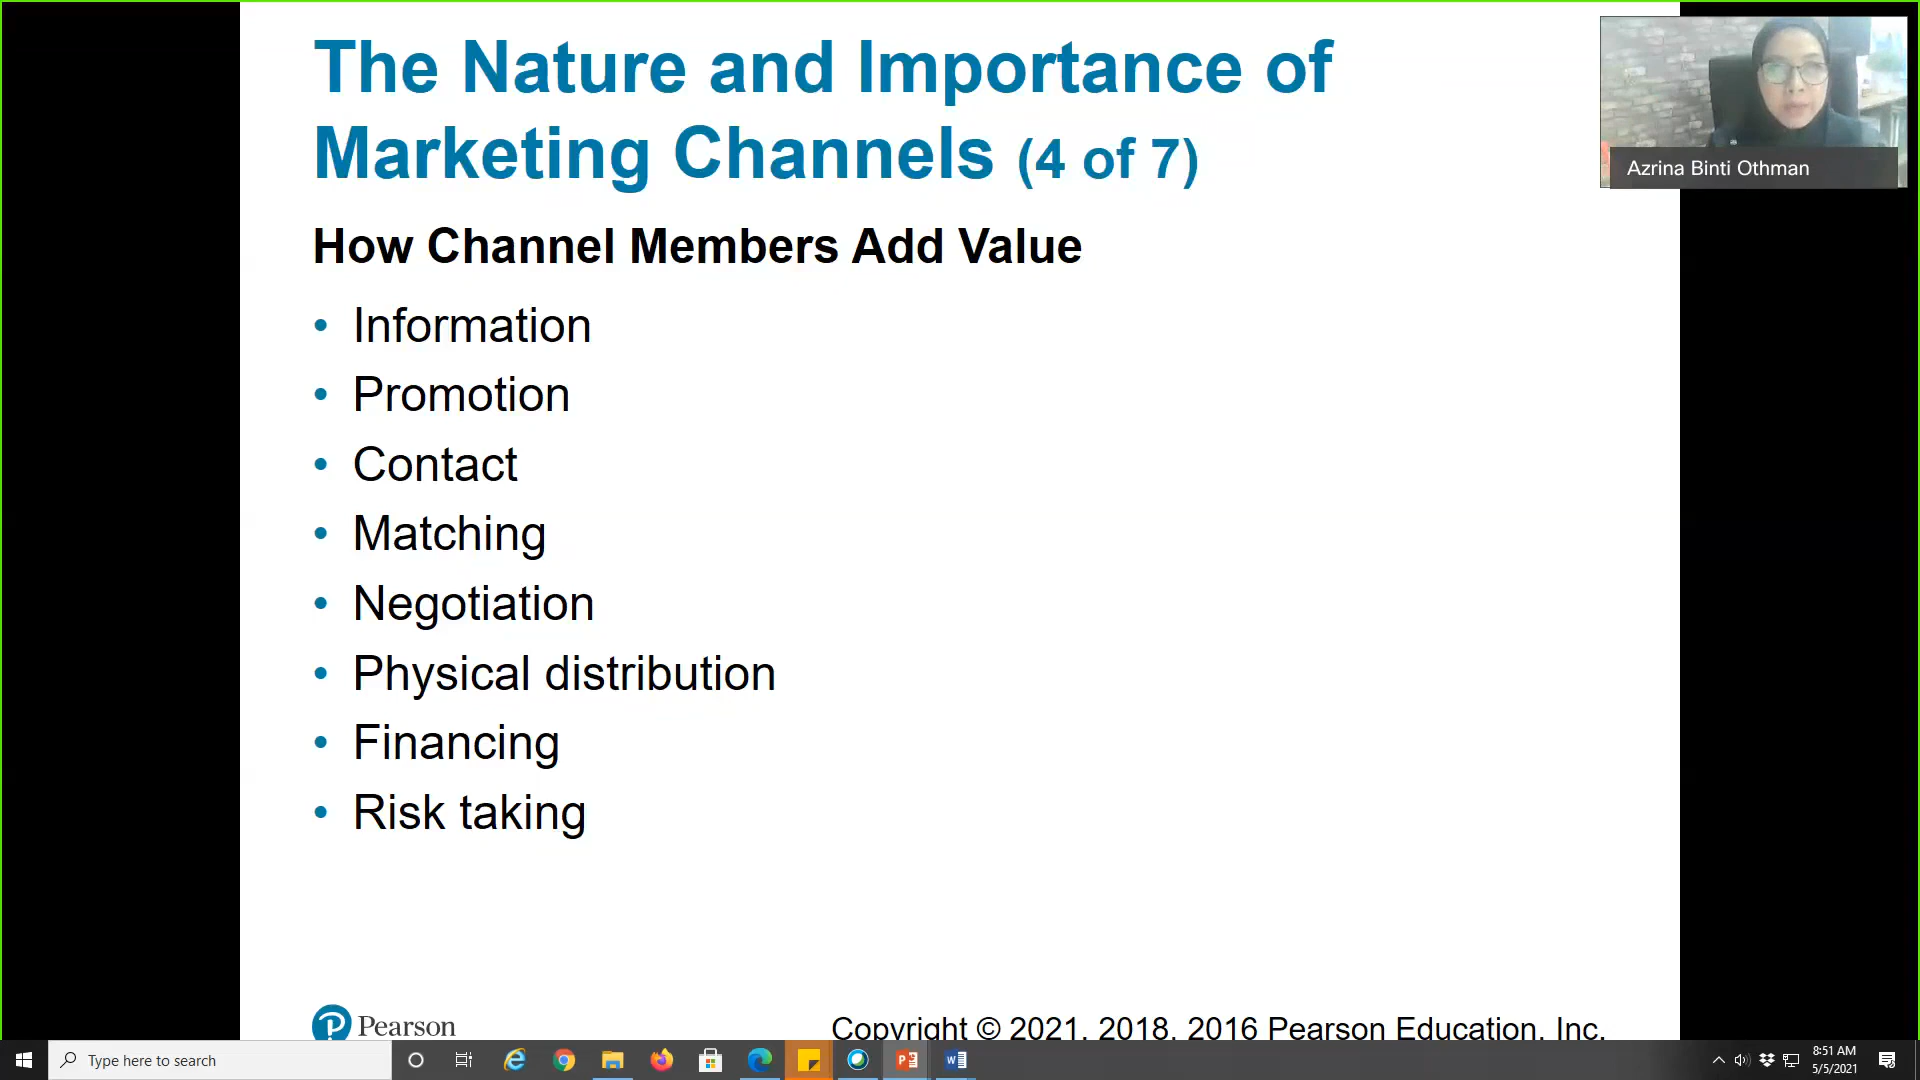 The Nature and Importance of
Marketing Channels (4 of 7)
Azrina Binti Othman
How Channel Members Add Value
• Information
• Promotion
• Contact
• Matching
• Negotiation
• Physical distribution
• Financing
• Risk taking
Pearson
Copyright © 2021, 2018, 2016 Pearson Education, Inc.
Type here to search
8:51 AM
5/5/2021